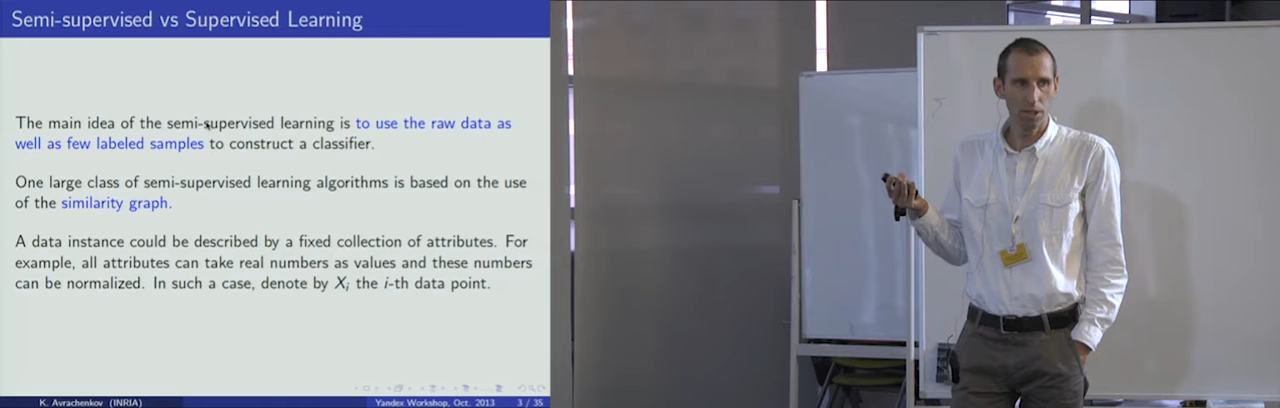 Semi-supervised vs Supervised Learning
The main idea of the semi-supervised learning is to use the raw data as
well as few labeled samples to construct a classifier.
One large class of semi-supervised learning algorithms is based on the use
of the similarity graph.
A data instance could be described by a fixed collection of attributes. For
example, all attributes can take real numbers as values and these numbers
can be normalized. In such a case, denote by Xi the i-th data point.
K. Avrachenkov (INRIA)
Yandex Workshop, Oct. 2013
3 / 35